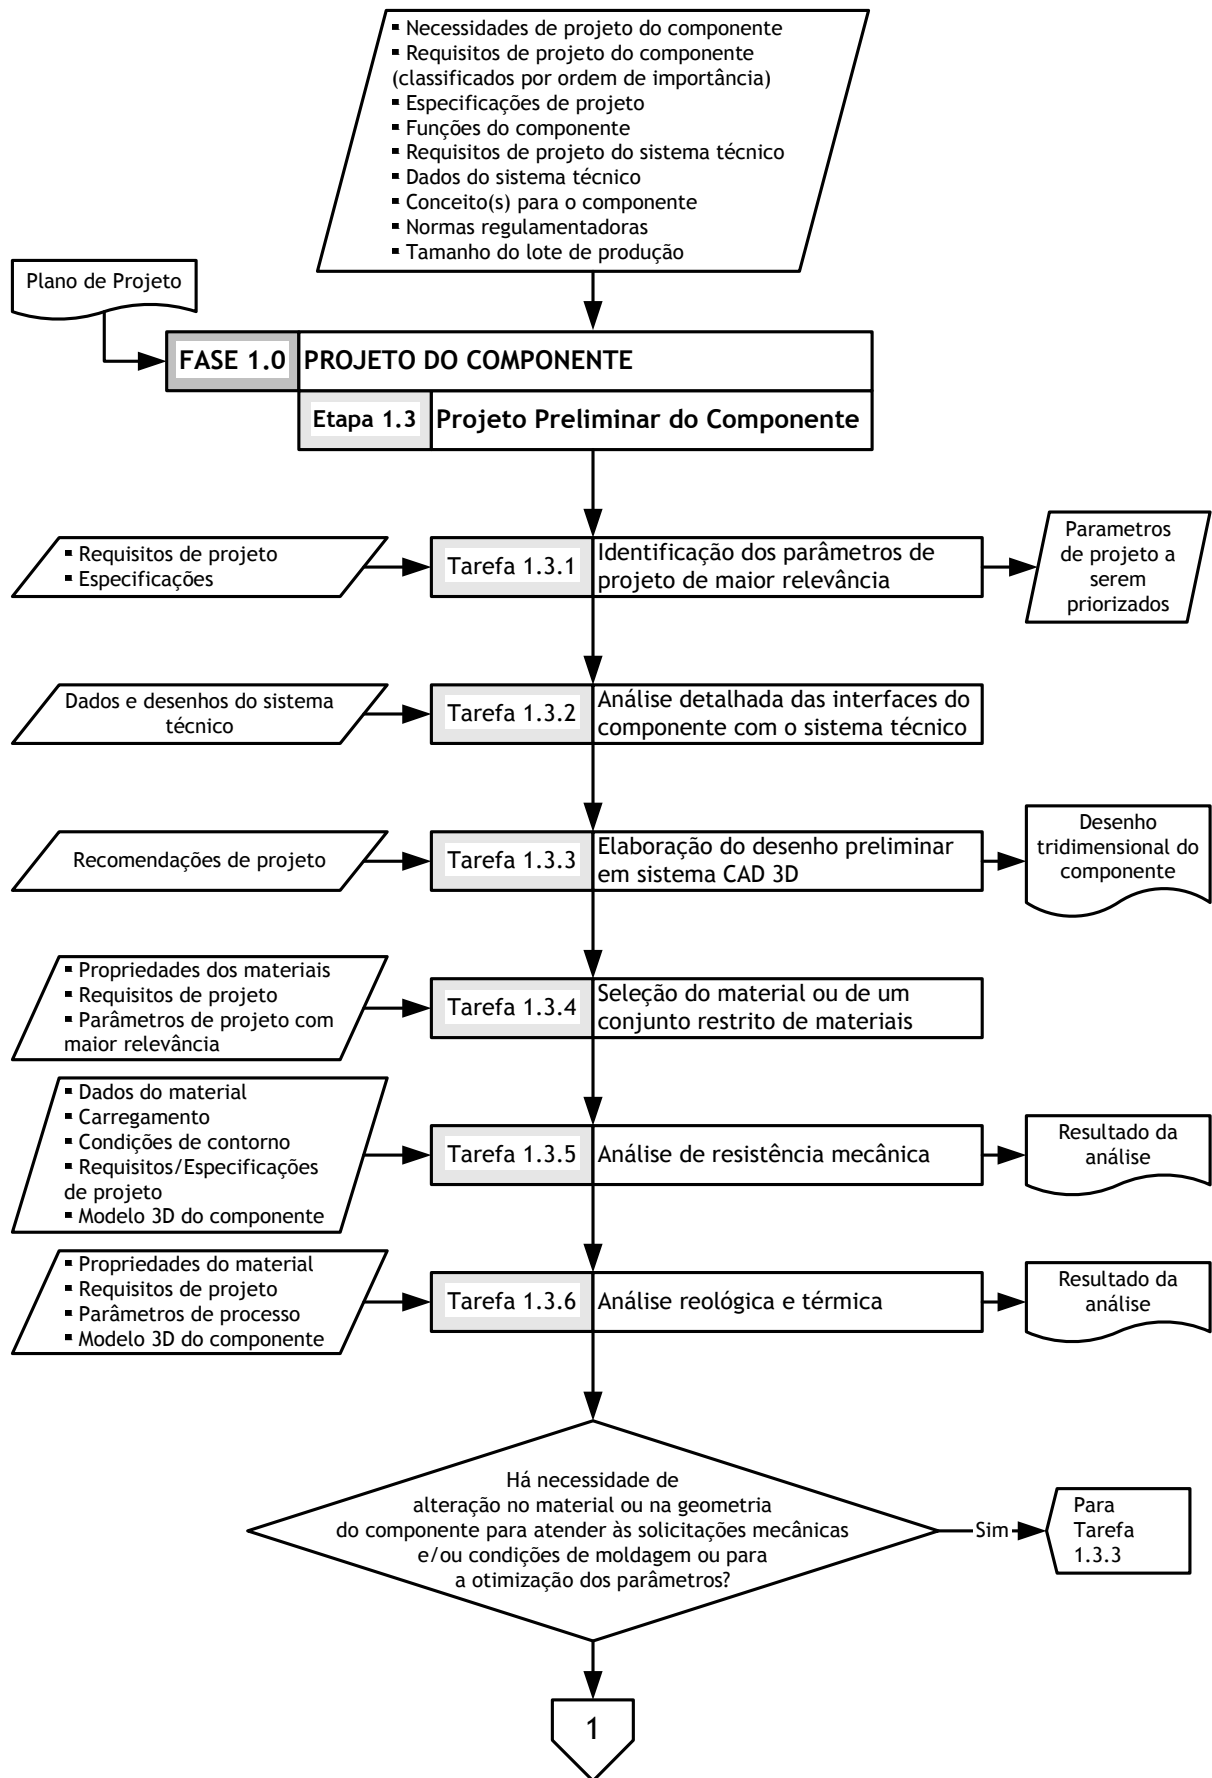 ▪ Necessidades de projeto do componente
▪ Requisitos de projeto do componente
(classificados por ordem de importância)
▪ Especificações de projeto
▪ Funções do componente
▪ Requisitos de projeto do sistema técnico
▪ Dados do sistema técnico
▪ Conceito(s) para o componente
▪ Normas regulamentadoras
▪ Tamanho do lote de produção
Plano de Projeto
FASE 1.0 PROJETO DO COMPONENTE
Etapa 1.3 Projeto Preliminar do Componente
▪ Requisitos de projeto
▪ Especificações
Tarefa 1.3.1
Identificação dos parâmetros de
projeto de maior relevância
Parametros
de projeto a
serem
priorizados
Dados e desenhos do sistema
técnico
Tarefa 1.3.2
Análise detalhada das interfaces do
componente com o sistema técnico
Recomendações de projeto
Tarefa 1.3.3
Elaboração do desenho preliminar
em sistema CAD 3D
Desenho
tridimensional do
componente
▪ Propriedades dos materiais
▪ Requisitos de projeto
▪ Parâmetros de projeto com
maior relevância
Tarefa 1.3.4
Seleção do material ou de um
conjunto restrito de materiais
▪ Dados do material
▪ Carregamento
▪ Condições de contorno
▪ Requisitos/Especificações
de projeto
▪ Modelo 3D do componente
Tarefa 1.3.5
Análise de resistência mecânica
Resultado da
análise
▪ Propriedades do material
▪ Requisitos de projeto
▪ Parâmetros de processo
▪ Modelo 3D do componente
Tarefa 1.3.6
Análise reológica e térmica
Resultado da
análise
Há necessidade de
alteração no material ou na geometria
do componente para atender às solicitações mecânicas
e/ou condições de moldagem ou para
a otimização dos parâmetros?
Sim
Para
Tarefa
1.3.3
1